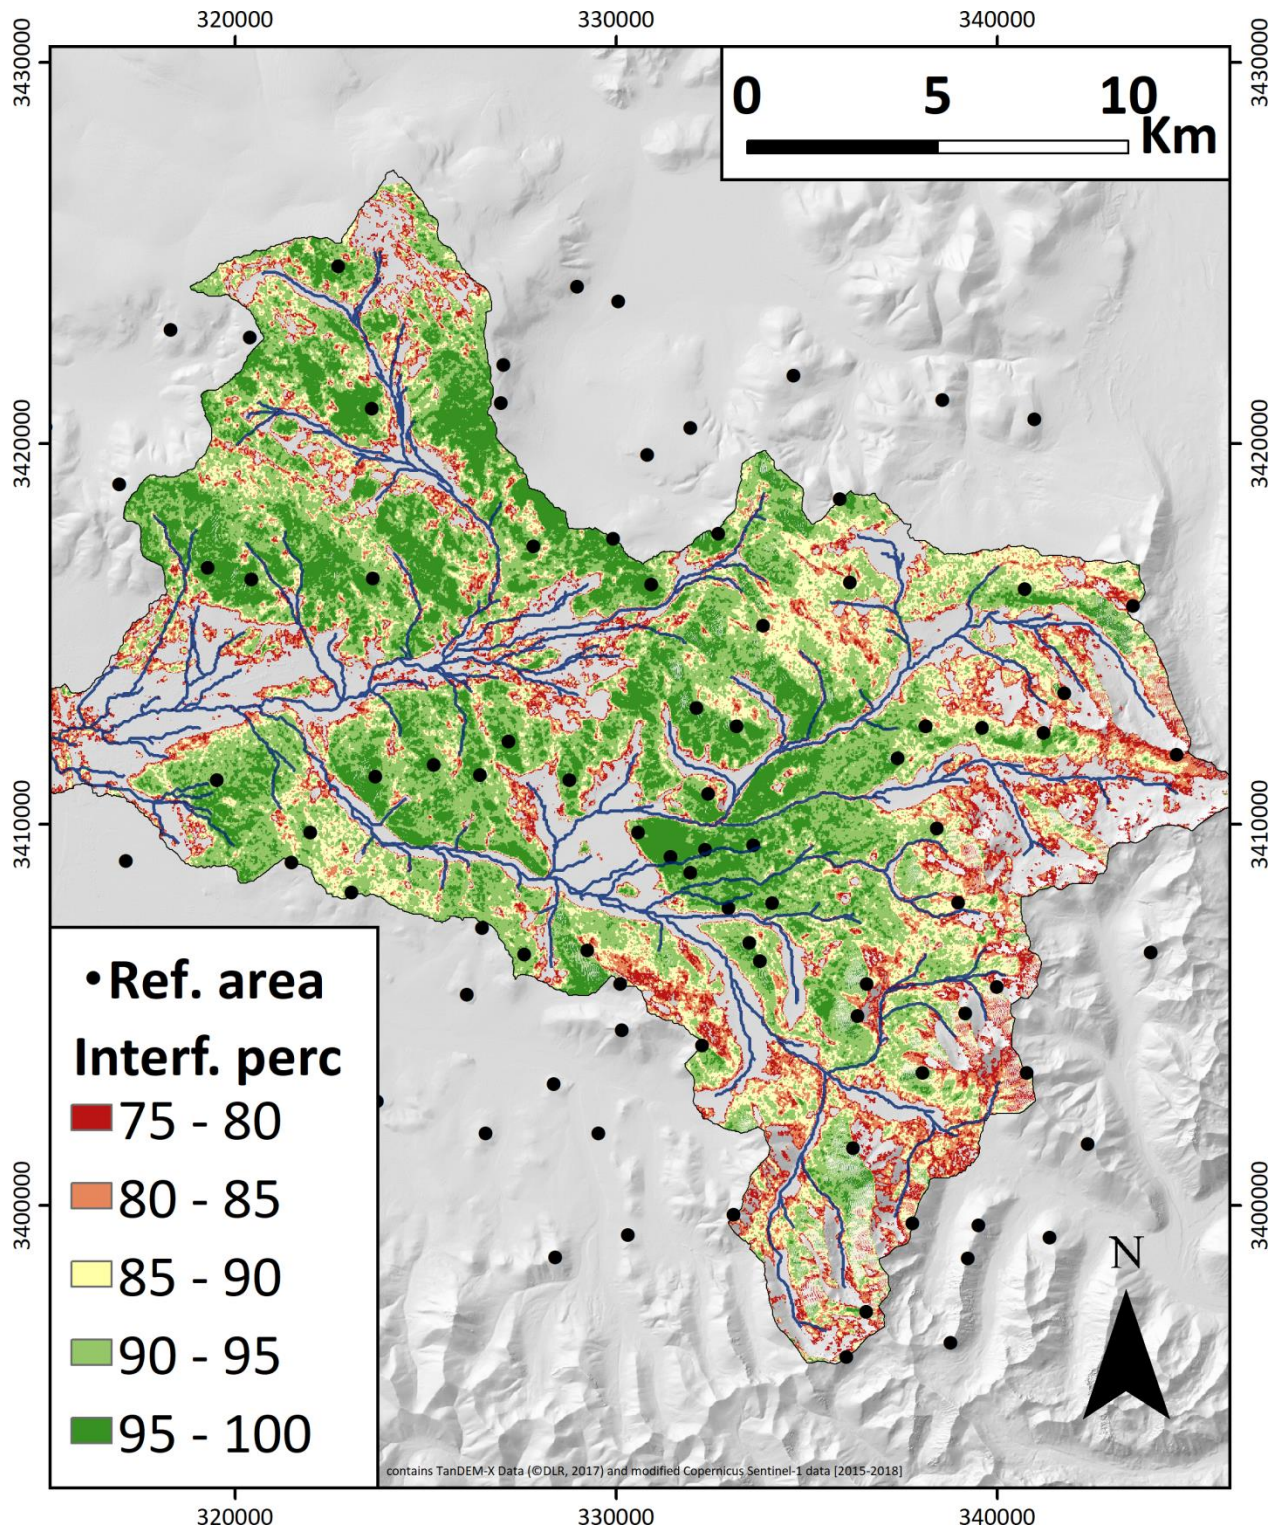 320000 330000 340000
3430000 3430000
0 5 10
Km
3420000 3420000
3410000 3410000
•Ref. area
Interf. perc
75 - 80
80 - 85
85 - 90
90 - 95
95 - 100
3400000 3400000
N
contains TanDEM-X Data (©DLR, 2017) and modified Copernicus Sentinel-1 data [2015-2018]
320000 330000 340000